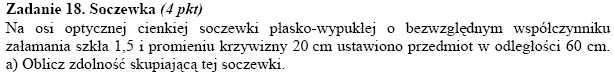 Zadanie 18. Soczewka (4 pkt)
Na osi optycznej cienkiej soczewki płasko-wypukłej o bezwzględnym współczynniku
załamania szkła 1,5 i promieniu krzywizny 20 cm ustawiono przedmiot w odległości 60 cm.
a) Oblicz zdolność skupiającą tej soczewki.